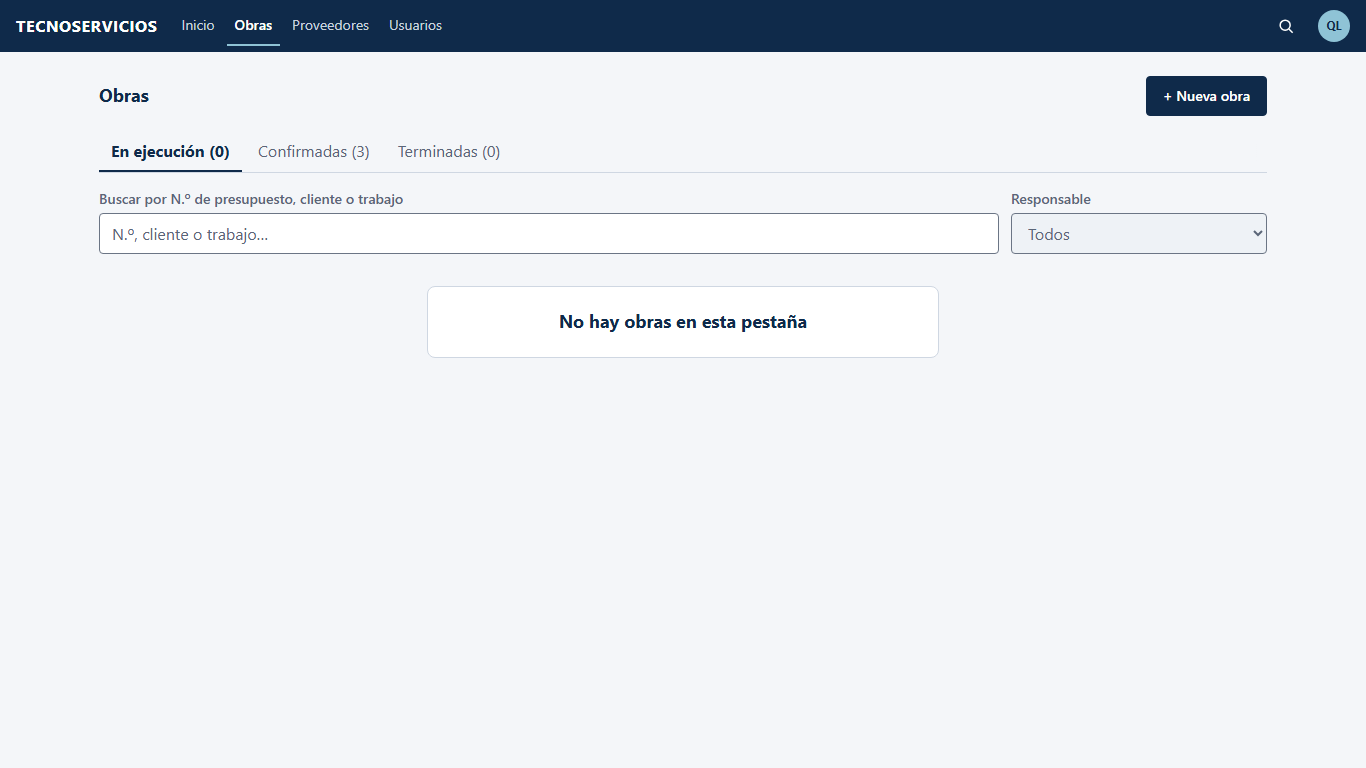 TECNOSERVICIOS Inicio Obras Proveedores Usuarios QL
Obras
+ Nueva obra
En ejecución (0) Confirmadas (3) Terminadas (0)
Buscar por N.º de presupuesto, cliente o trabajo
Responsable
N.º, cliente o trabajo...
Todos
No hay obras en esta pestaña